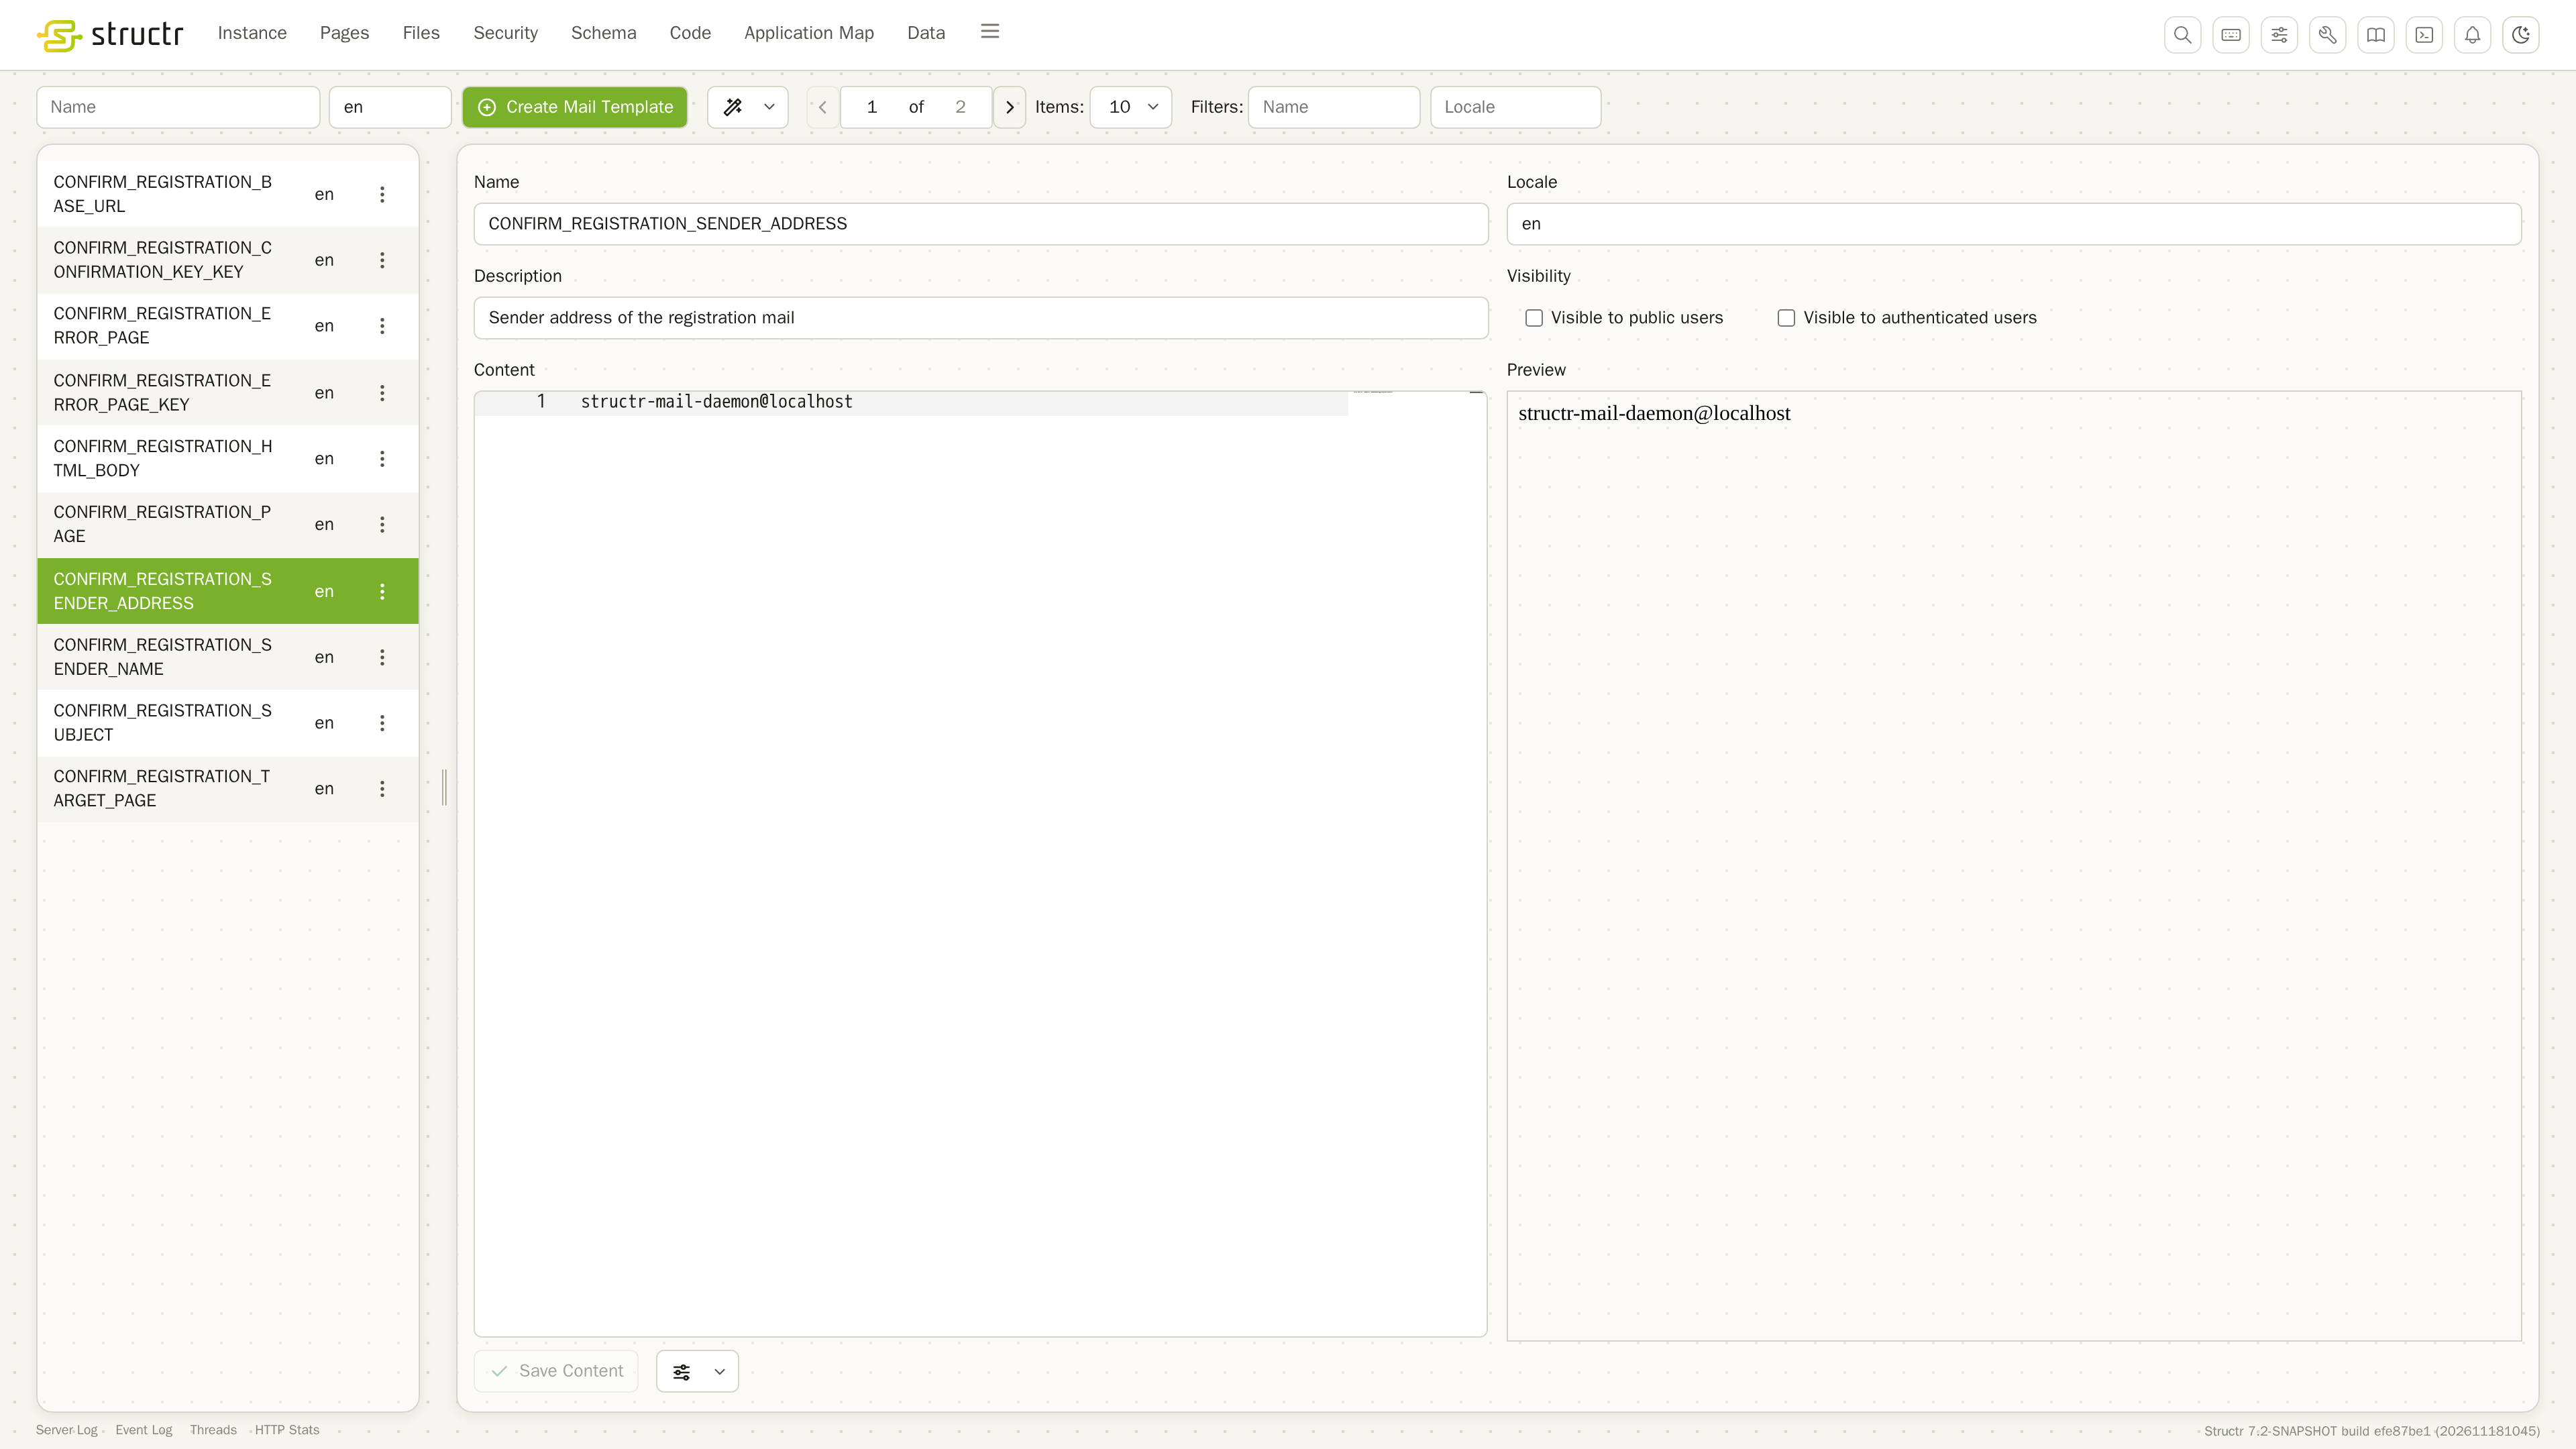 structr Instance Pages Files Security Schema Code Application Map Data
Name en Create Mail Template 1 of 2 Items: 10 Filters: Name Locale
CONFIRM_REGISTRATION_B
ASE_URL
en
CONFIRM_REGISTRATION_C
ONFIRMATION_KEY_KEY
en
CONFIRM_REGISTRATION_E
RROR_PAGE
en
CONFIRM_REGISTRATION_E
RROR_PAGE_KEY
en
CONFIRM_REGISTRATION_H
TML_BODY
en
CONFIRM_REGISTRATION_P
AGE
en
CONFIRM_REGISTRATION_S
ENDER_ADDRESS
en
CONFIRM_REGISTRATION_S
ENDER_NAME
en
CONFIRM_REGISTRATION_S
UBJECT
en
CONFIRM_REGISTRATION_T
ARGET_PAGE
en
Name
CONFIRM_REGISTRATION_SENDER_ADDRESS
Locale
en
Description
Sender address of the registration mail
Visibility
Visible to public users Visible to authenticated users
Content
1 structr-mail-daemon@localhost
Preview
structr-mail-daemon@localhost
Save Content
Server Log Event Log Threads HTTP Stats
Structr 7.2-SNAPSHOT build efe87be1 (202611181045)